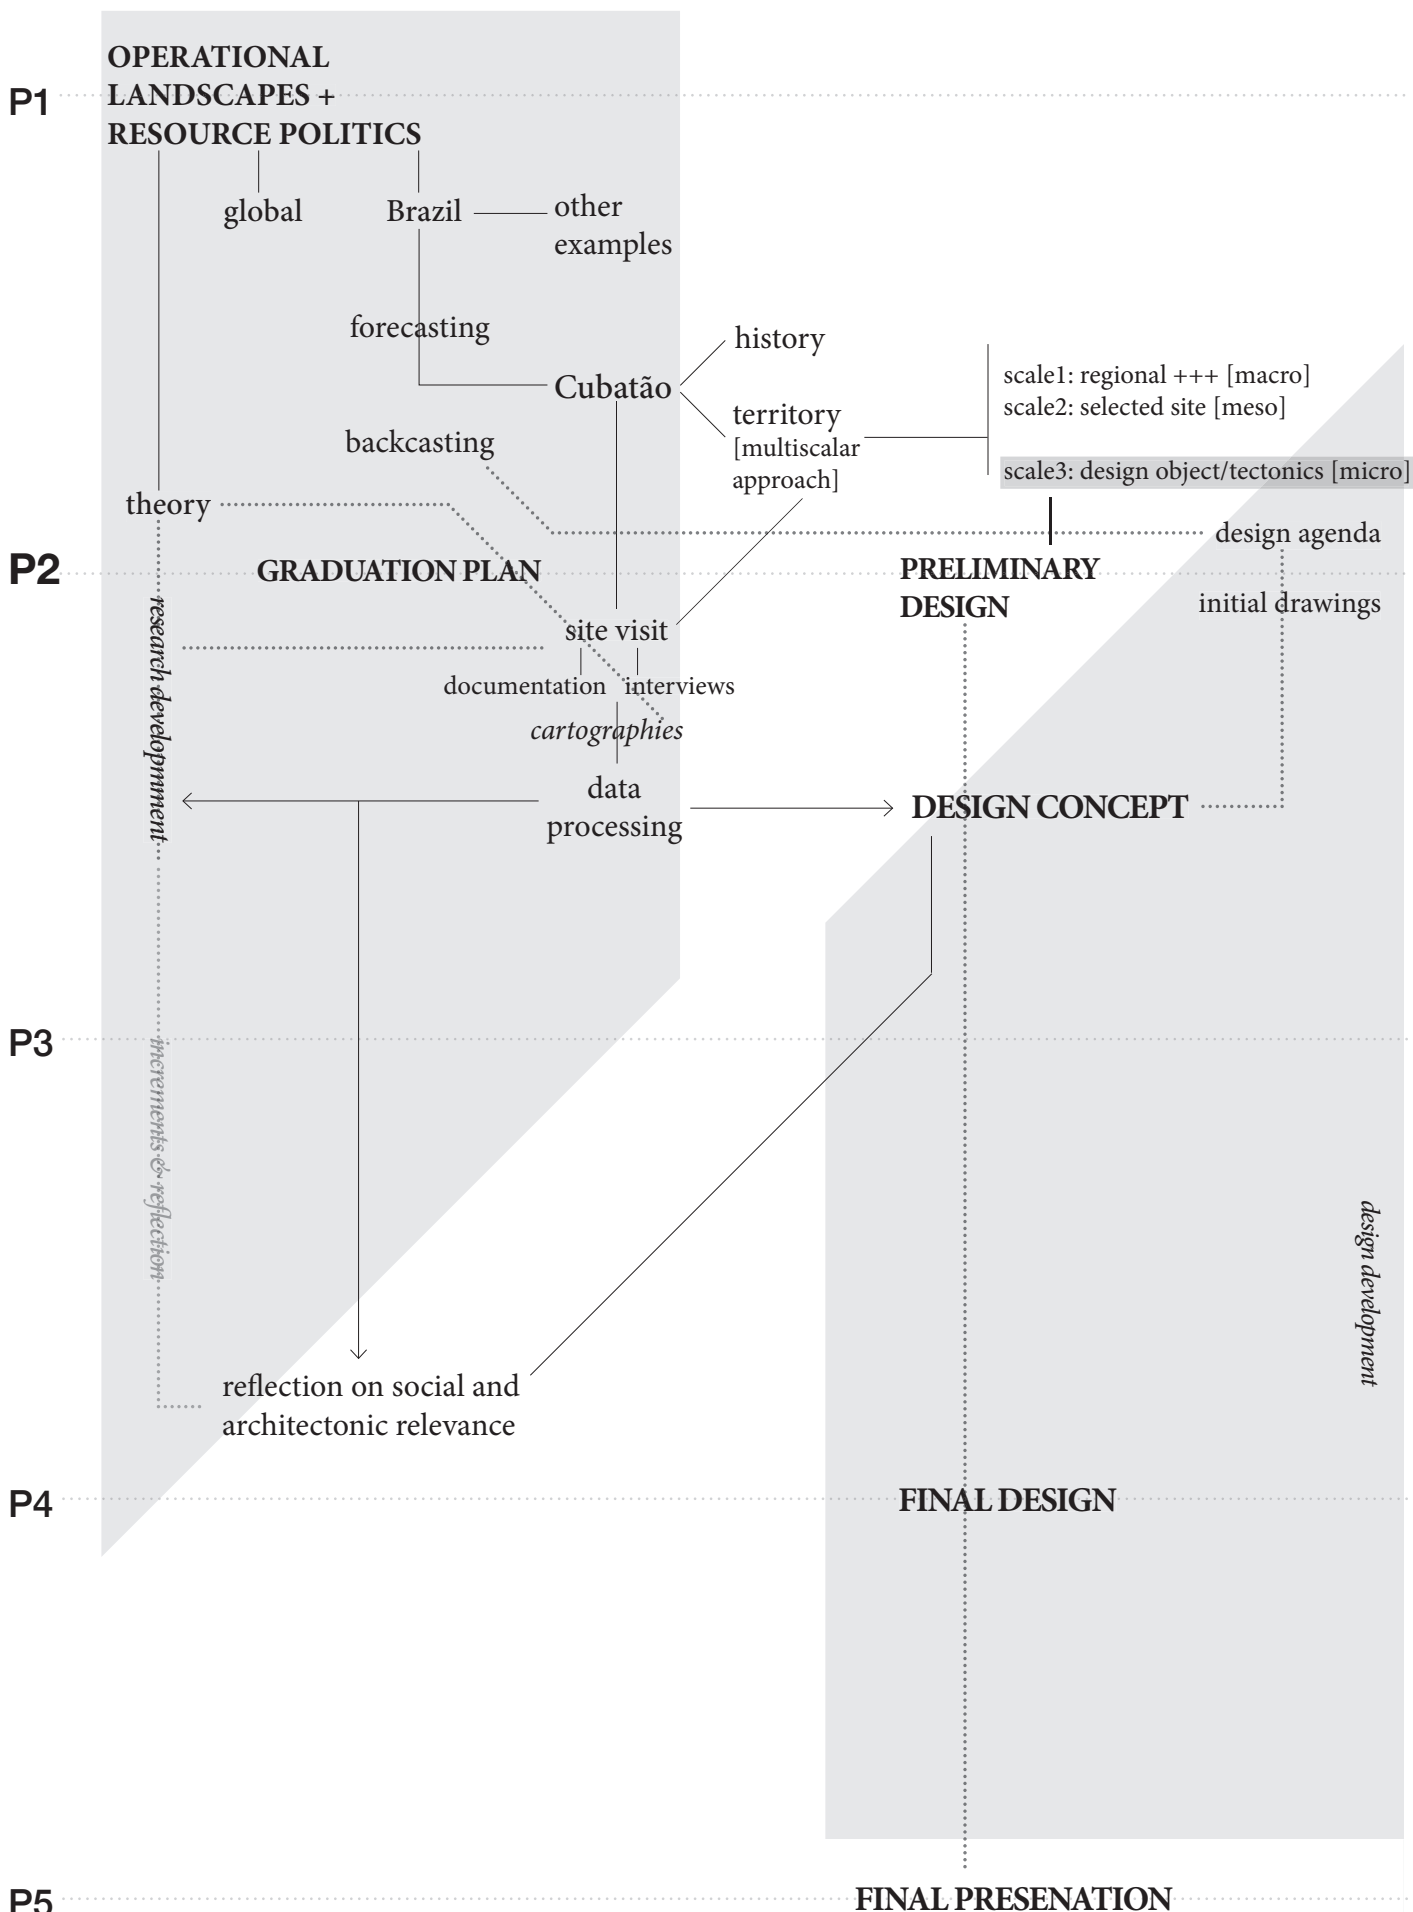 OPERATIONAL
LANDSCAPES +
RESOURCE POLITICS
P1
global
Brazil
other
examples
forecasting
history
Cubatão
scale1: regional +++ [macro]
scale2: selected site [meso]
territory
[multiscalar
approach]
backcasting
scale3: design object/tectonics [micro]
theory
design agenda
P2
GRADUATION PLAN
PRELIMINARY
DESIGN
initial drawings
research developmment
site visit
documentation
interviews
cartographies
data
processing
DESIGN CONCEPT
P3
increments & reflection
design development
reflection on social and
architectonic relevance
P4
FINAL DESIGN
P5
FINAL PRESENATION